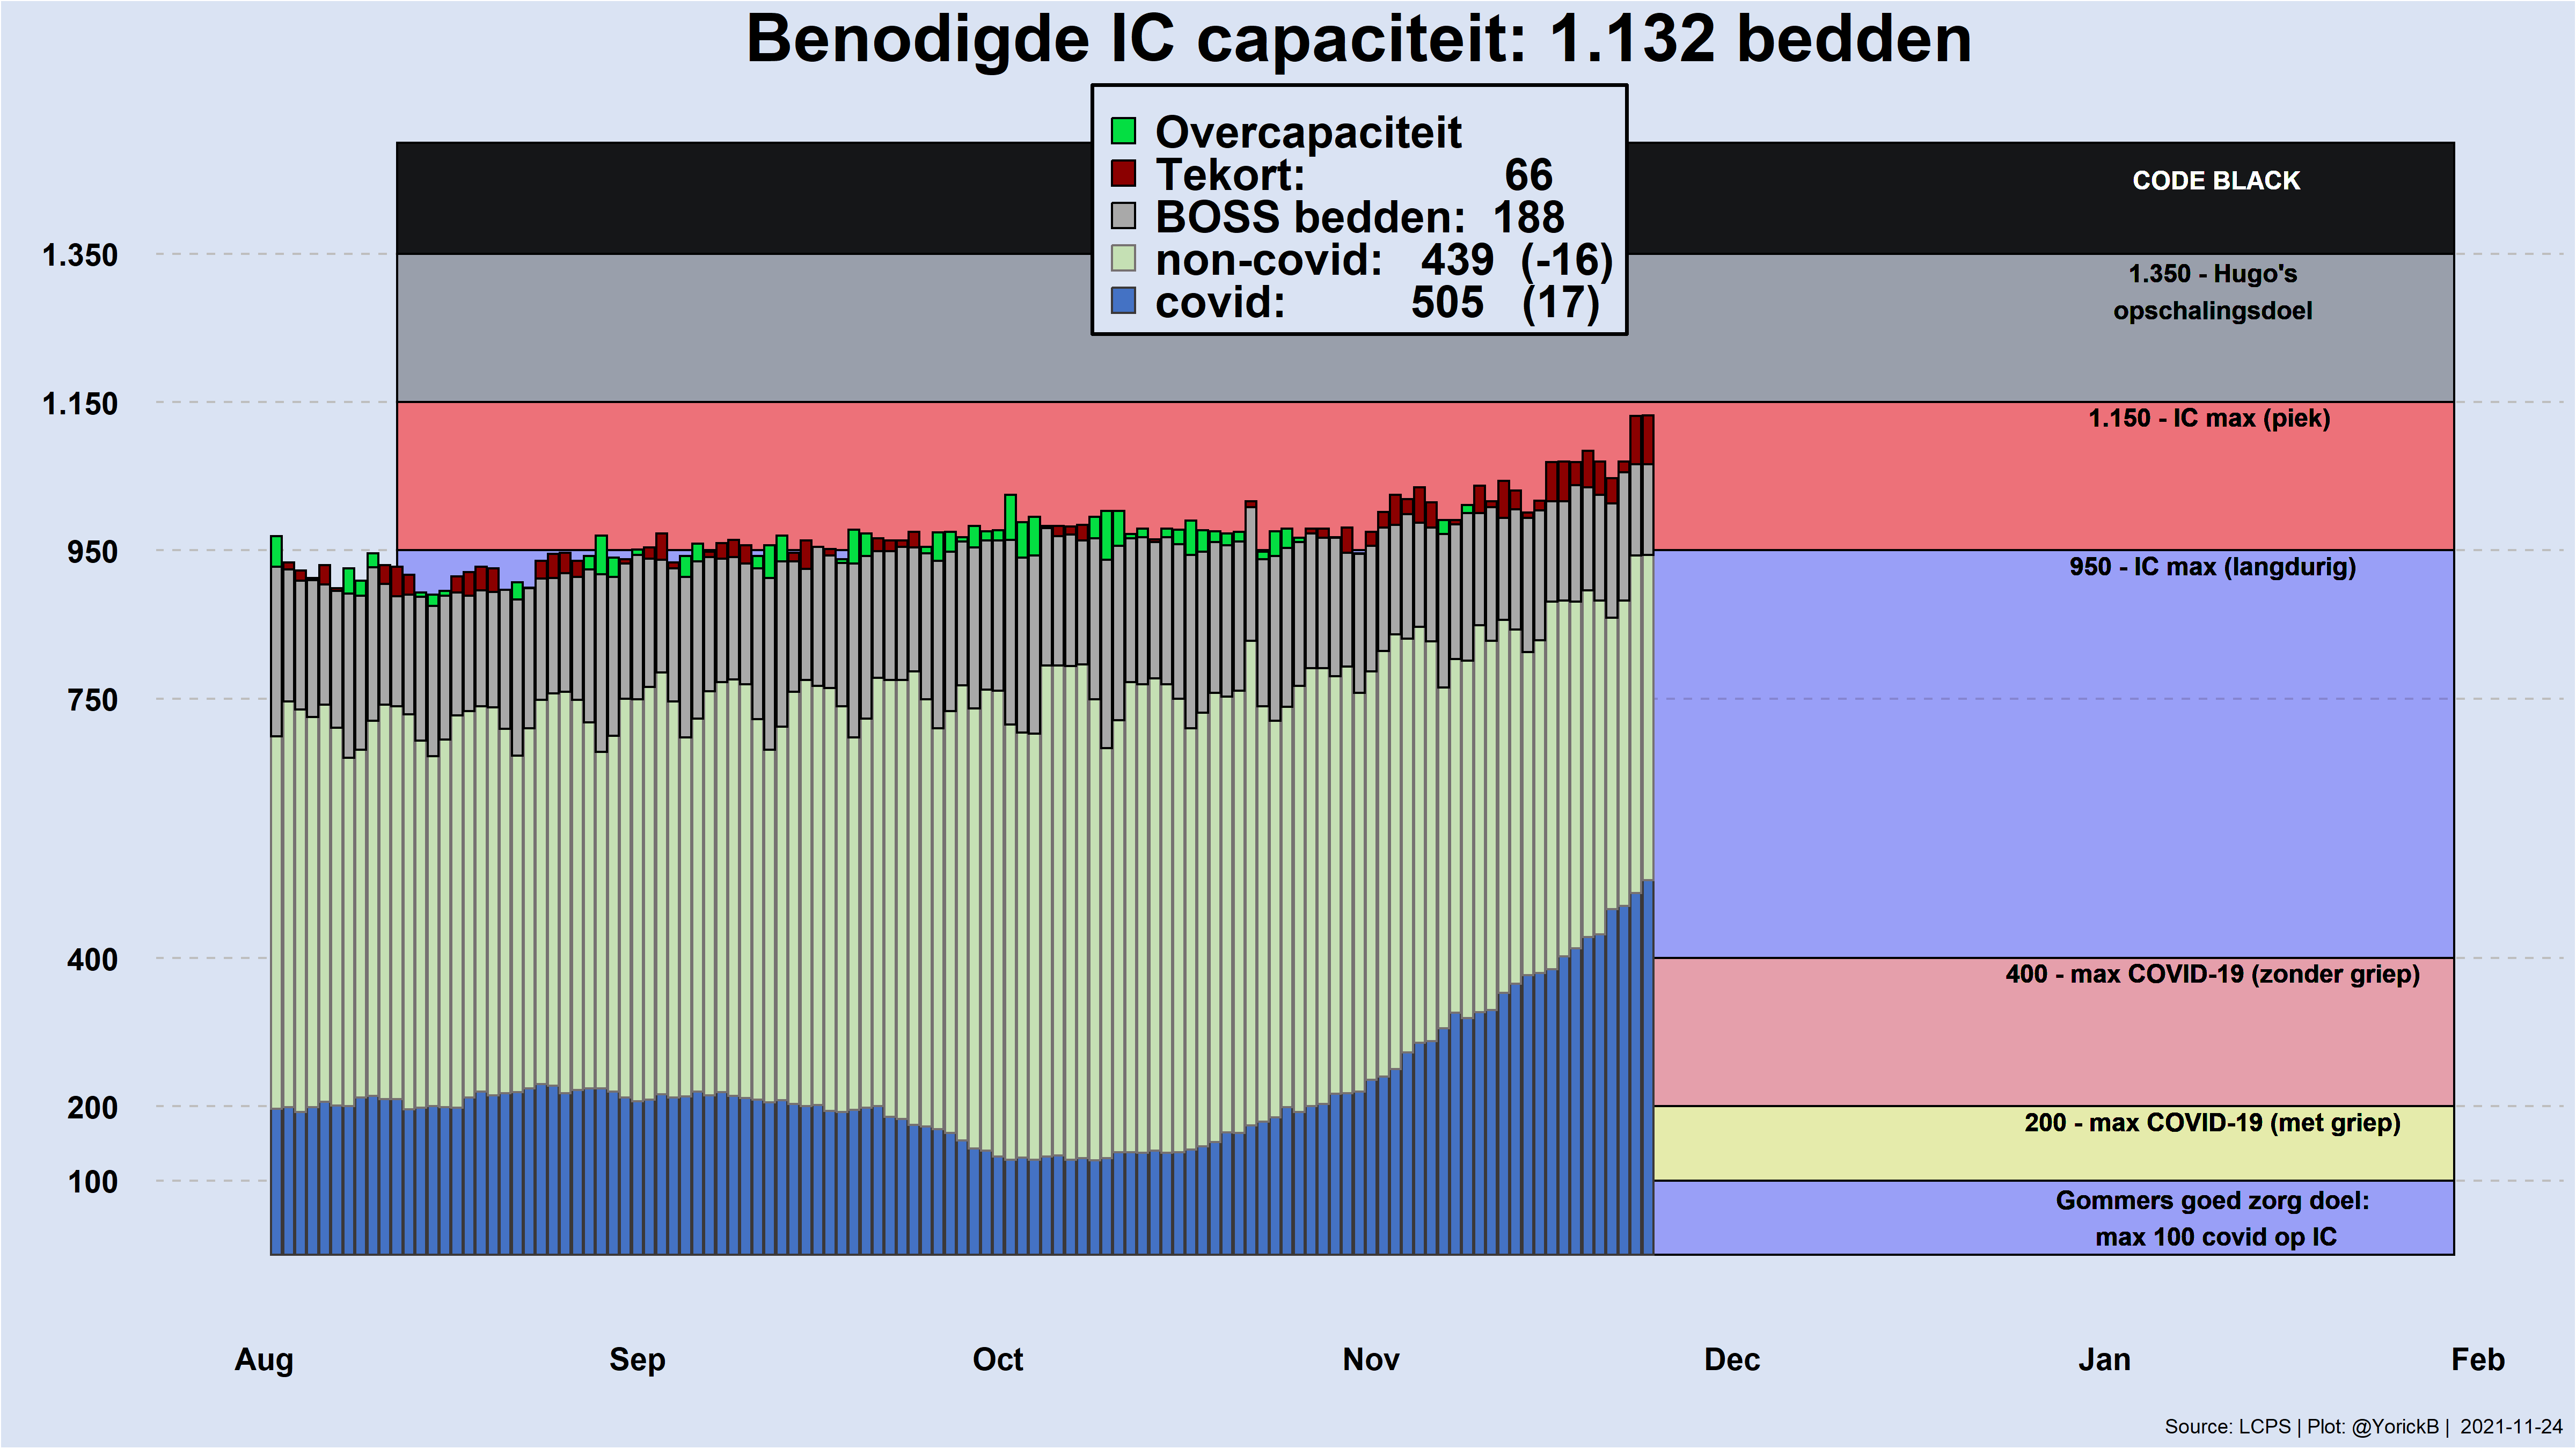 Benodigde IC capaciteit: 1.132 bedden
Overcapaciteit
Tekort: 66
BOSS bedden: 188
non-covid: 439 (-16)
covid: 505 (17)
CODE BLACK
1.350
1.350 - Hugo's
opschalingsdoel
1.150
1.150 - IC max (piek)
950
950 - IC max (langdurig)
750
400
400 - max COVID-19 (zonder griep)
200
200 - max COVID-19 (met griep)
100
Gommers goed zorg doel:
max 100 covid op IC
Aug Sep Oct Nov Dec Jan Feb
Source: LCPS | Plot: @YorickB | 2021-11-24